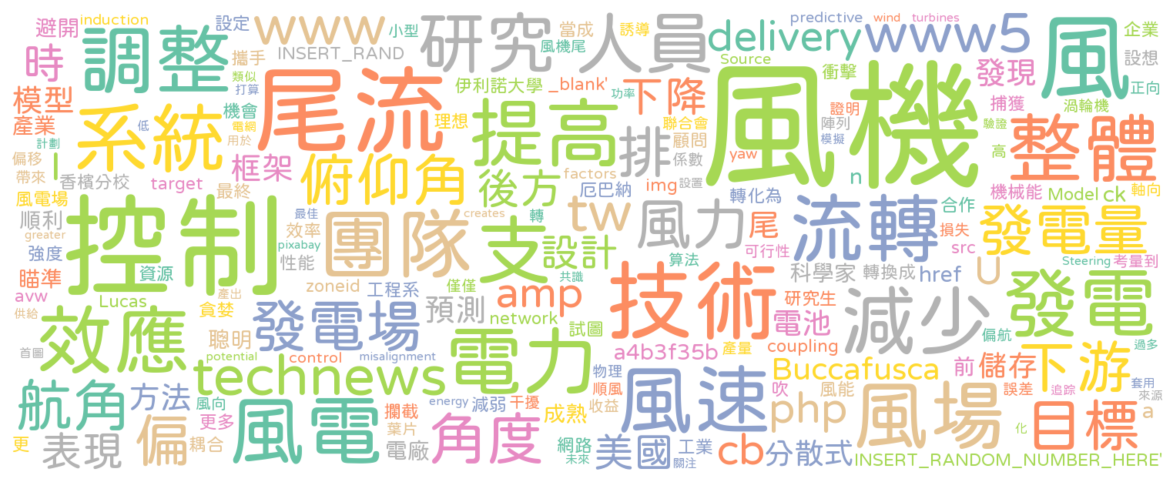 induction 設定 www 小型 研究人員 當成 誘導 predictive wind turbines
避開 INSERT_RAND 風機尾 delivery www5 企業
時 調整 攜手 Source 衝擊 發現 風 設想
模型 類似 打算 尾流 伊利諾大學 _blank' 功率 下降 風機 證明 捕獲 正向
產業 機會 理想 提高 聯合會 陣列 驗證 渦輪機
計劃 低 系統 電網 用於 排 顧問 模擬 高 整體
偏移 l 框架 俯仰角 係數 yaw
帶來 香檳分校 target 後方 factors 厄巴納 img 設置 轉化為 n 機械能 Model ck 軸向
風電場 最終 creates tw 合作
順利 控制 最佳 團隊 轉 支 設計 風力 尾 流轉 損失 發電量
greater 效率 可行性 src U 考量到
強度 資源 pixabay 性能 僅僅 共識 算法 科學家 轉換成 href Steering
瞄準 zoneid 工程系 amp 技術 減少 發電
avw Lucas 產出 預測 network 試圖 研究生 電池 偏航
供給 貪婪 聰明 發電場 電力 a4b3f35b 產量 coupling 過多
首圖 效應 potential control misalignment 物理 Buccafusca 前 儲存 下游
航角 方法 風向 technews energy 減弱 干擾 順風 風速 吹 風能 誤差 追踪 套用
更多 攔截 成熟 收益 php 風場 來源
更 表現 偏 耦合 風電 葉片 角度 網路 美國 工業 cb 分散式 化 目標 a
電廠 未來 關注 INSERT_RANDOM_NUMBER_HERE'